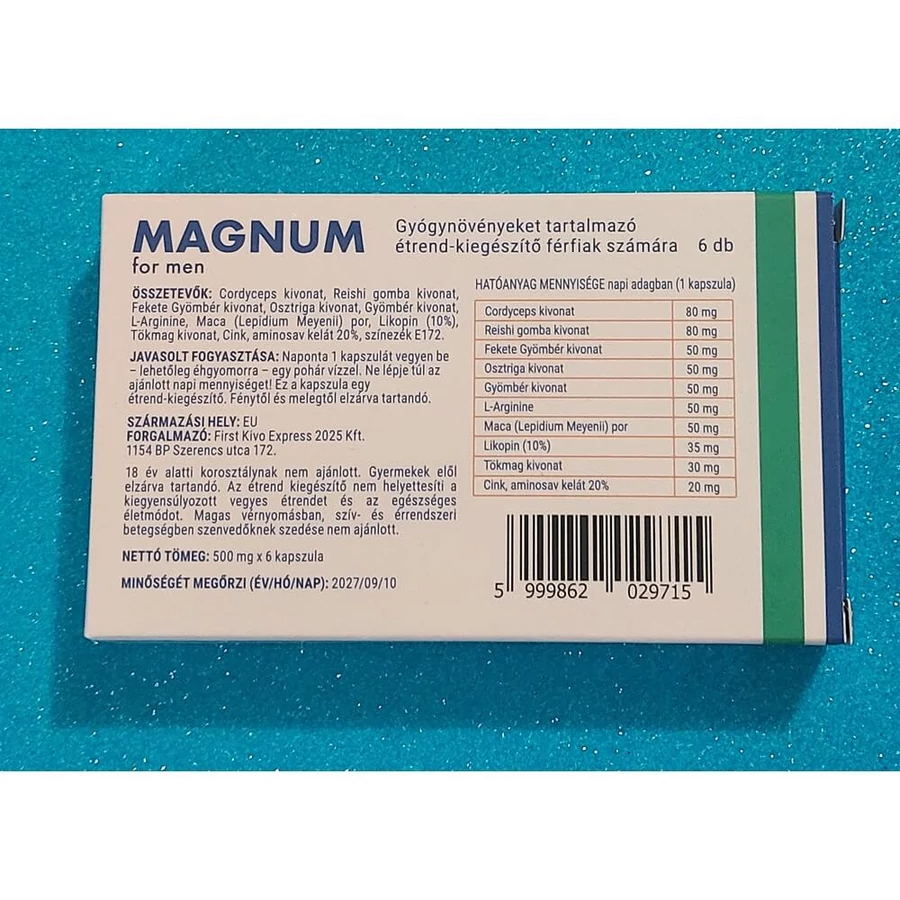 MAGNUM
for men
Gyógynövényeket tartalmazó
étrend-kiegészítő férfiak számára 6 db
ÖSSZETEVŐK: Cordyceps kivonat, Reishi gomba kivonat,
Fekete Gyömbér kivonat, Osztriga kivonat, Gyömbér kivonat,
L-Arginine, Maca (Lepidium Meyenii) por, Likopin (10%),
Tökmag kivonat, Cink, aminosav kelát 20%, színezék E172.
JAVASOLT FOGYASZTÁSA: Naponta 1 kapszulát vegyen be
– lehetőleg éhgyomorra – egy pohár vízzel. Ne lépje túl az
ajánlott napi mennyiséget! Ez a kapszula egy
étrend-kiegészítő. Fénytől és melegtől elzárva tartandó.
SZÁRMAZÁSI HELY: EU
FORGALMAZÓ: First Kivo Express 2025 Kft.
1154 BP Szerencs utca 172.
18 év alatti korosztálynak nem ajánlott. Gyermekek elől
elzárva tartandó. Az étrend kiegészítő nem helyettesíti a
kiegyensúlyozott vegyes étrendet és az egészséges
életmódot. Magas vérnyomásban, szív- és érrendszeri
betegségben szenvedőknek szedése nem ajánlott.
NETTÓ TÖMEG: 500 mg x 6 kapszula
MINŐSÉGÉT MEGŐRZI (ÉV/HÓ/NAP): 2027/09/10
HATÓANYAG MENNYISÉGE napi adagban (1 kapszula)
Cordyceps kivonat 80 mg
Reishi gomba kivonat 80 mg
Fekete Gyömbér kivonat 50 mg
Osztriga kivonat 50 mg
Gyömbér kivonat 50 mg
L-Arginine 50 mg
Maca (Lepidium Meyenii) por 50 mg
Likopin (10%) 35 mg
Tökmag kivonat 30 mg
Cink, aminosav kelát 20% 20 mg
5 999862 029715